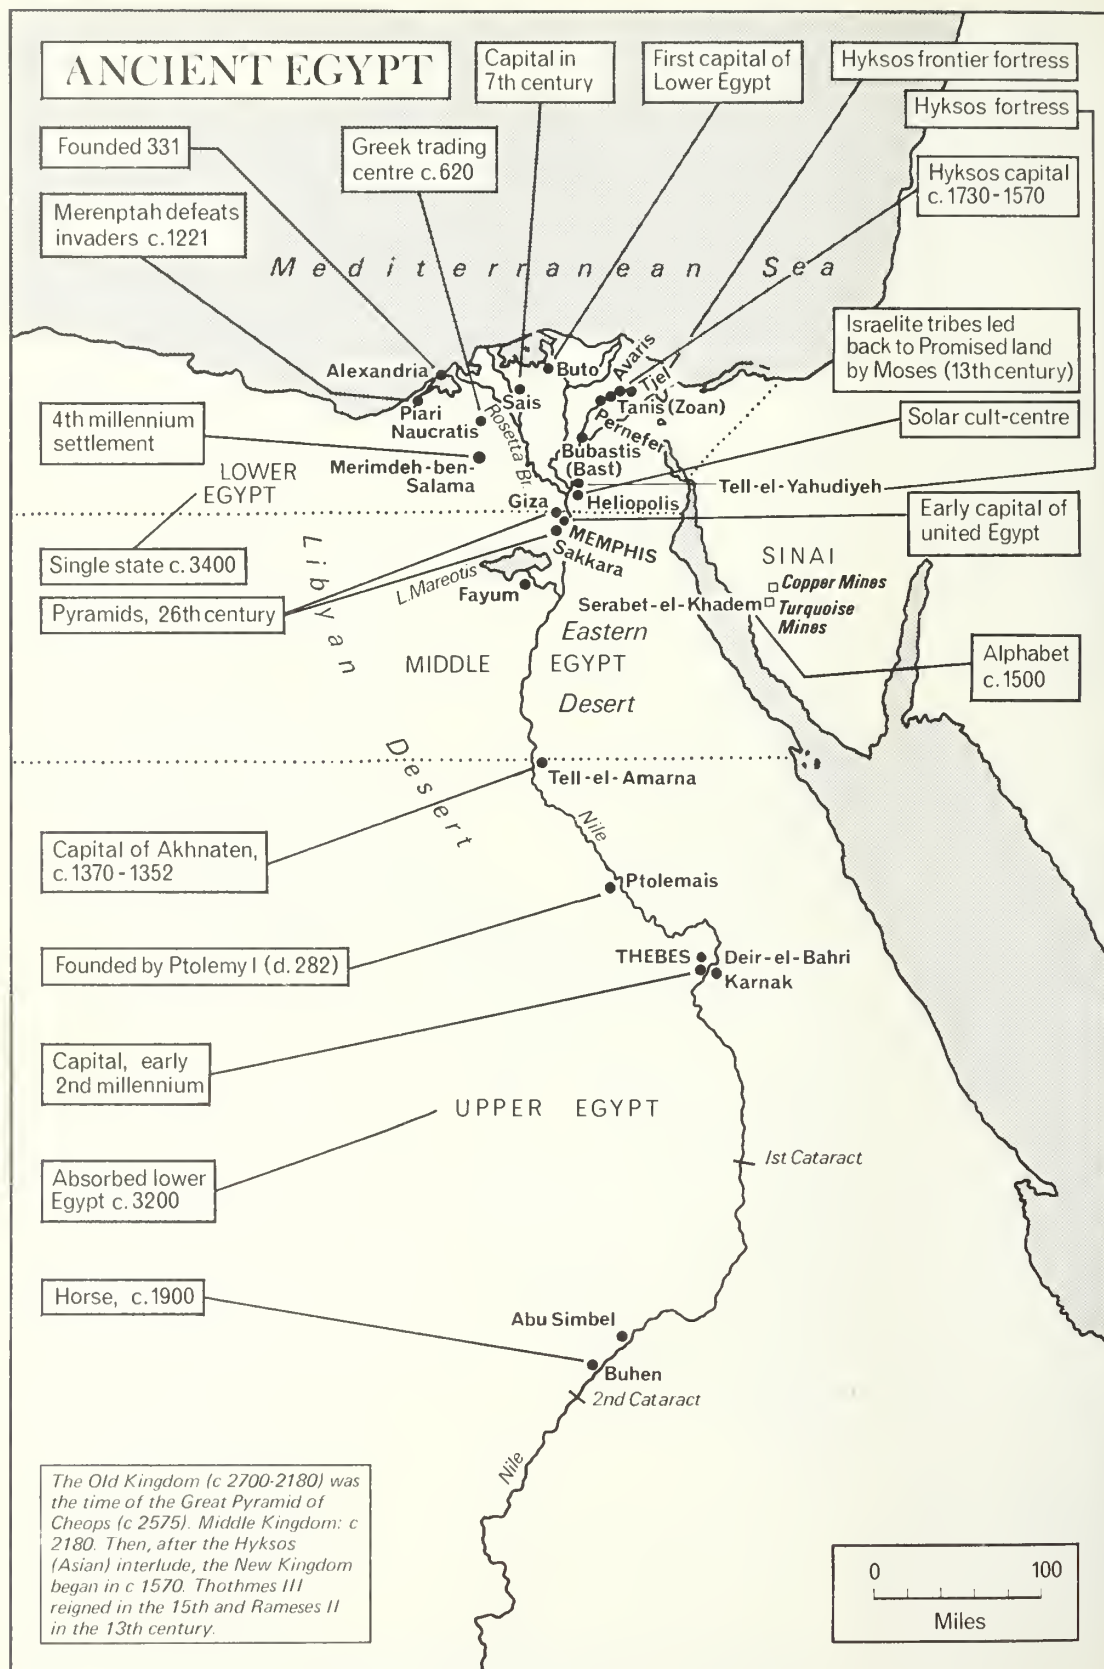 ANCIENT EGYPT
Capital in
7th century
First capital of
Lower Egypt
Hyksos frontier fortress
Hyksos fortress
Founded 331
Greek trading
centre c.620
Hyksos capital
c.1730-1570
Merenptah defeats
invaders c.1221
Mediterranean Sea
Israelite tribes led
back to Promised land
by Moses (13th century)
Alexandria
Buto
Avaris
Tjel
Piari
Naucratis
Sais
Tanis (Zoan)
Pernefer
Rosetta Br.
4th millennium
settlement
Solar cult-centre
Bubastis
(Bast)
Merimdeh-ben-
Salama
LOWER
EGYPT
Tell-el-Yahudiyeh
Giza
Heliopolis
Early capital of
united Egypt
MEMPHIS
Sakkara
SINAI
Single state c.3400
L.Mareotis
Fayum
Copper Mines
Serabet-el-Khadem
Turquoise
Mines
Pyramids, 26th century
Libyan Desert
Eastern
Desert
MIDDLE EGYPT
Alphabet
c.1500
Tell-el-Amarna
Nile
Capital of Akhnaten,
c.1370-1352
Ptolemais
Founded by Ptolemy I (d.282)
THEBES
Deir-el-Bahri
Karnak
Capital, early
2nd millennium
UPPER EGYPT
1st Cataract
Absorbed lower
Egypt c.3200
Horse, c.1900
Abu Simbel
Buhen
2nd Cataract
Nile
The Old Kingdom (c 2700-2180) was
the time of the Great Pyramid of
Cheops (c 2575). Middle Kingdom: c
2180. Then, after the Hyksos
(Asian) interlude, the New Kingdom
began in c 1570. Thothmes III
reigned in the 15th and Rameses II
in the 13th century.
0 100
Miles